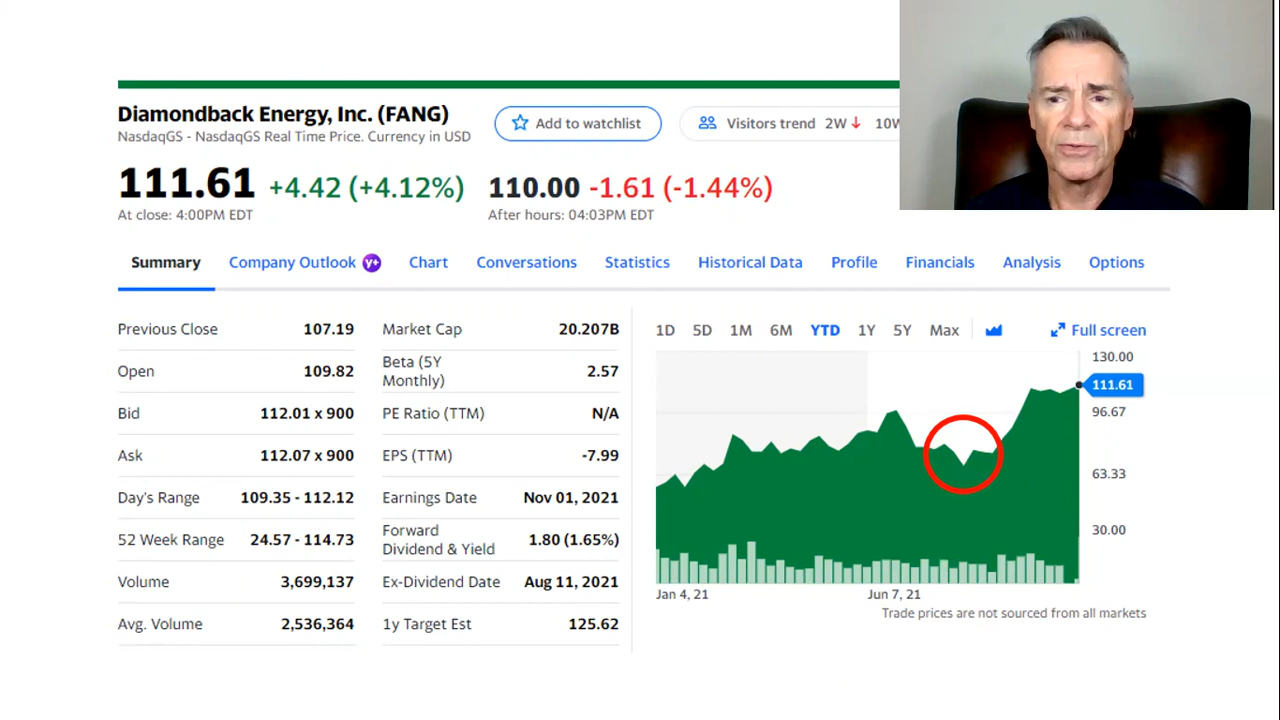 Diamondback Energy, Inc. (FANG)
NasdaqGS - NasdaqGS Real Time Price. Currency in USD
Add to watchlist
Visitors trend 2W↓ 10W
111.61 +4.42 (+4.12%)
At close: 4:00PM EDT
110.00 -1.61 (-1.44%)
After hours: 04:03PM EDT
Summary Company Outlook Y+ Chart Conversations Statistics Historical Data Profile Financials Analysis Options
Previous Close 107.19
Open 109.82
Bid 112.01 x 900
Ask 112.07 x 900
Day's Range 109.35 - 112.12
52 Week Range 24.57 - 114.73
Volume 3,699,137
Avg. Volume 2,536,364
Market Cap 20.207B
Beta (5Y
Monthly) 2.57
PE Ratio (TTM) N/A
EPS (TTM) -7.99
Earnings Date Nov 01, 2021
Forward
Dividend & Yield 1.80 (1.65%)
Ex-Dividend Date Aug 11, 2021
1y Target Est 125.62
1D 5D 1M 6M YTD 1Y 5Y Max Full screen
130.00
111.61
96.67
63.33
30.00
Jan 4, 21 Jun 7, 21
Trade prices are not sourced from all markets